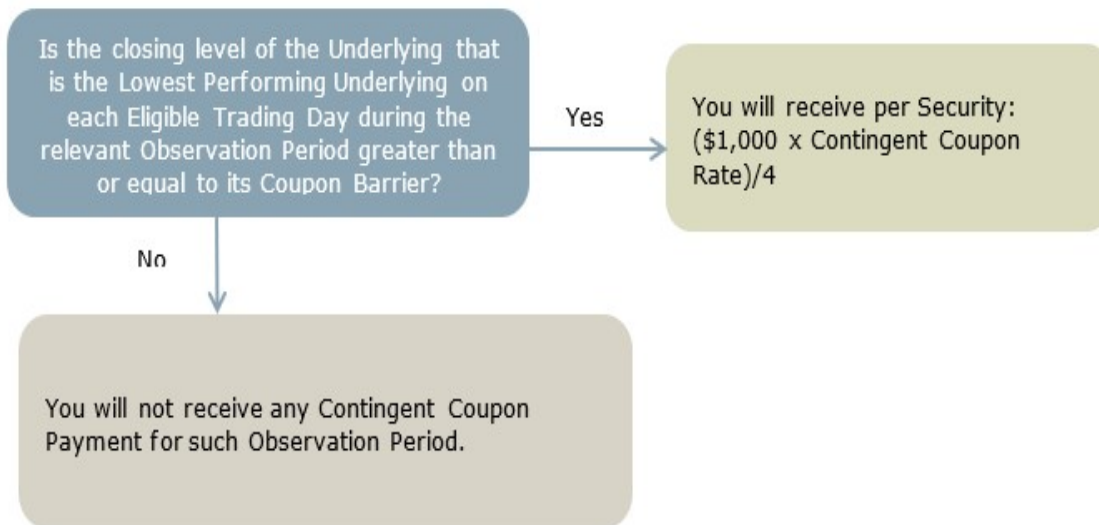 Is the closing level of the Underlying that
is the Lowest Performing Underlying on
each Eligible Trading Day during the
relevant Observation Period greater than
or equal to its Coupon Barrier?
Yes
You will receive per Security:
($1,000 x Contingent Coupon
Rate)/4
No
You will not receive any Contingent Coupon
Payment for such Observation Period.